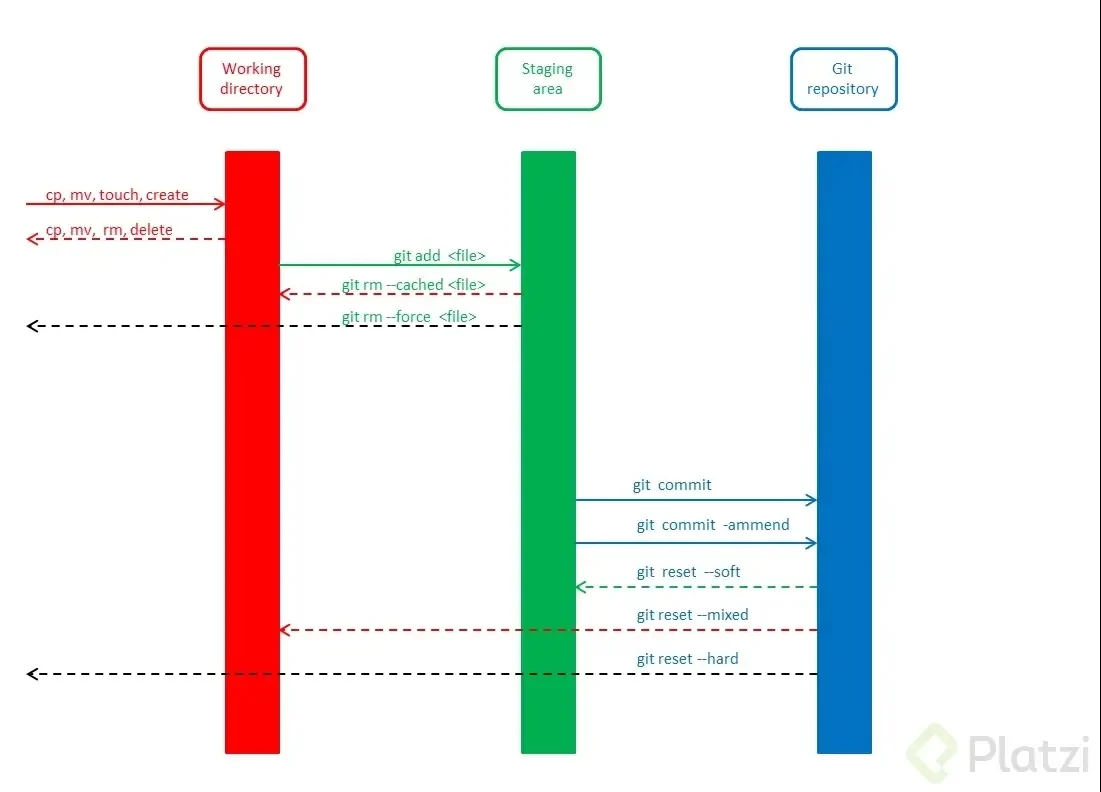 Working
directory
Staging
area
Git
repository
cp, mv, touch, create
cp, mv, rm, delete
git add <file>
git rm --cached <file>
git rm --force <file>
git commit
git commit -ammend
git reset --soft
git reset --mixed
git reset --hard
Platzi